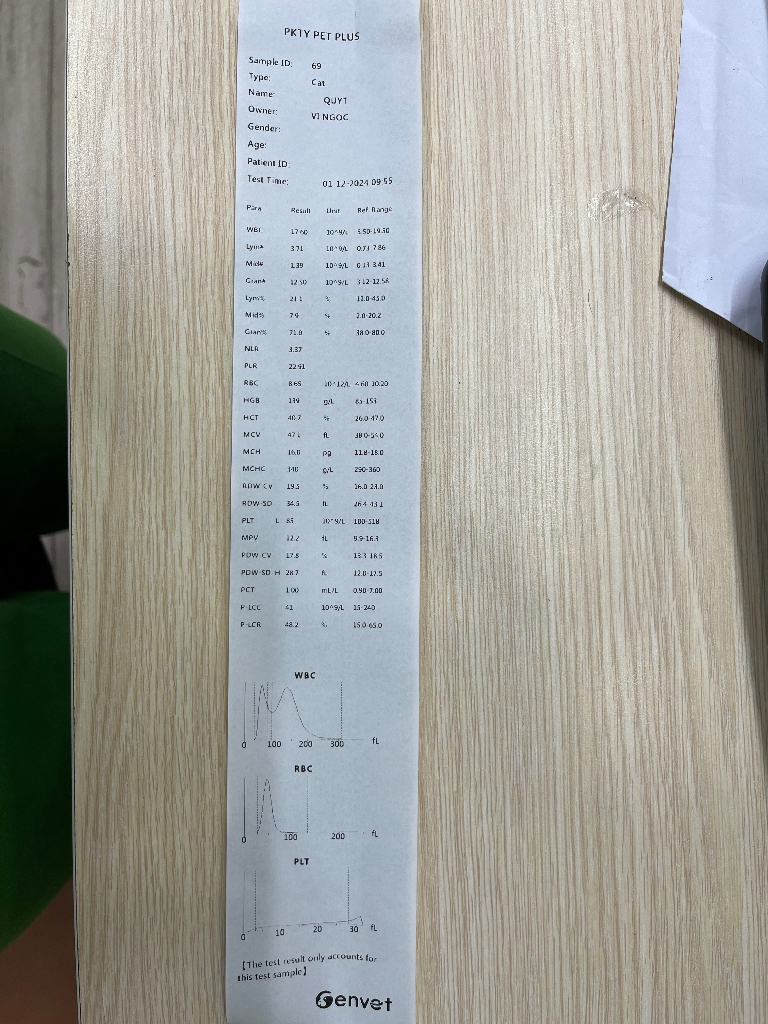 PKTY PET PLUS
Sample ID: 69
Type: Cat
Name: QUYT
Owner: VI NGOC
Gender:
Age:
Patient ID:
Test Time: 01-12-2024 09:55
Para Result Unit Ref. Range
WBC 17.60 10^9/L 5.50-19.50
Lym# 3.71 10^9/L 0.73-7.86
Mid# 1.39 10^9/L 0.13-3.41
Gran# 12.50 10^9/L 3.12-12.58
Lym% 21.1 % 12.0-45.0
Mid% 7.9 % 2.0-20.2
Gran% 71.0 % 38.0-80.0
NLR 3.37
PLR 22.91
RBC 8.65 10^12/L 4.60-10.20
HGB 139 g/L 85-153
HCT 40.7 % 26.0-47.0
MCV 47.1 fL 38.0-54.0
MCH 16.0 pg 11.8-18.0
MCHC 340 g/L 290-360
RDW-CV 19.5 % 16.0-23.0
RDW-SD 34.5 fL 26.4-43.1
PLT L 85 10^9/L 100-518
MPV 12.2 fL 9.9-16.3
PDW-CV 17.8 % 13.3-18.5
PDW-SD H 28.7 fL 12.0-17.5
PCT 1.00 mL/L 0.90-7.00
P-LCC 41 10^9/L 15-240
P-LCR 48.2 % 15.0-65.0
WBC
0 100 200 300 fL
RBC
0 100 200 fL
PLT
0 10 20 30 fL
【The test result only accounts for
this test sample】
Genvet